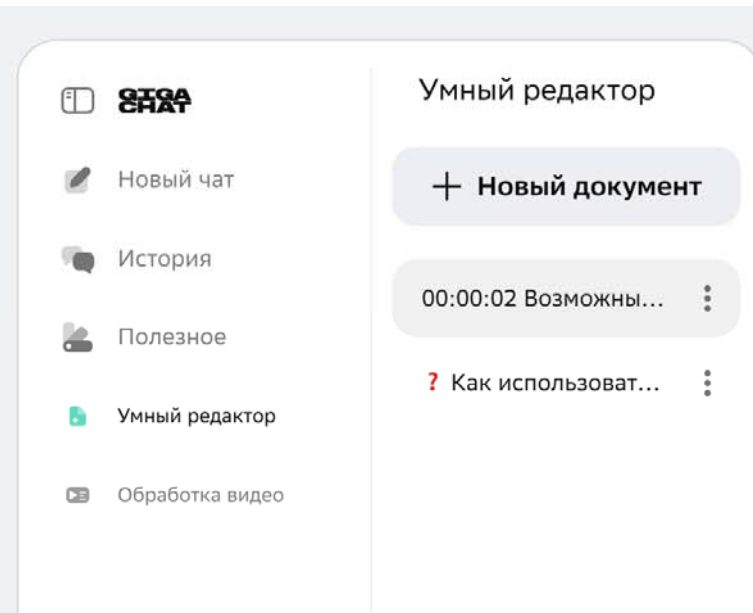 GIGA
CHAT
Новый чат
История
Полезное
Умный редактор
Обработка видео
Умный редактор
+ Новый документ
00:00:02 Возможны...
? Как использоват...